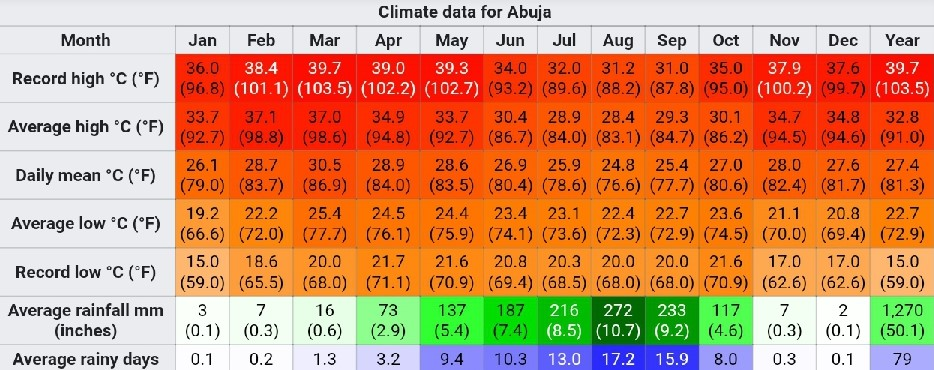 Climate data for Abuja
Month Jan Feb Mar Apr May Jun Jul Aug Sep Oct Nov Dec Year
Record high °C (°F) 36.0 38.4 39.7 39.0 39.3 34.0 32.0 31.2 31.0 35.0 37.9 37.6 39.7
(96.8) (101.1) (103.5) (102.2) (102.7) (93.2) (89.6) (88.2) (87.8) (95.0) (100.2) (99.7) (103.5)
Average high °C (°F) 33.7 37.1 37.0 34.9 33.7 30.4 28.9 28.4 29.3 30.1 34.7 34.8 32.8
(92.7) (98.8) (98.6) (94.8) (92.7) (86.7) (84.0) (83.1) (84.7) (86.2) (94.5) (94.6) (91.0)
Daily mean °C (°F) 26.1 28.7 30.5 28.9 28.6 26.9 25.9 24.8 25.4 27.0 28.0 27.6 27.4
(79.0) (83.7) (86.9) (84.0) (83.5) (80.4) (78.6) (76.6) (77.7) (80.6) (82.4) (81.7) (81.3)
Average low °C (°F) 19.2 22.2 25.4 24.5 24.4 23.4 23.1 22.4 22.7 23.6 21.1 20.8 22.7
(66.6) (72.0) (77.7) (76.1) (75.9) (74.1) (73.6) (72.3) (72.9) (74.5) (70.0) (69.4) (72.9)
Record low °C (°F) 15.0 18.6 20.0 21.7 21.6 20.8 20.3 20.0 20.0 21.6 17.0 17.0 15.0
(59.0) (65.5) (68.0) (71.1) (70.9) (69.4) (68.5) (68.0) (68.0) (70.9) (62.6) (62.6) (59.0)
Average rainfall mm 3 7 16 73 137 187 216 272 233 117 7 2 1,270
(inches) (0.1) (0.3) (0.6) (2.9) (5.4) (7.4) (8.5) (10.7) (9.2) (4.6) (0.3) (0.1) (50.1)
Average rainy days 0.1 0.2 1.3 3.2 9.4 10.3 13.0 17.2 15.9 8.0 0.3 0.1 79